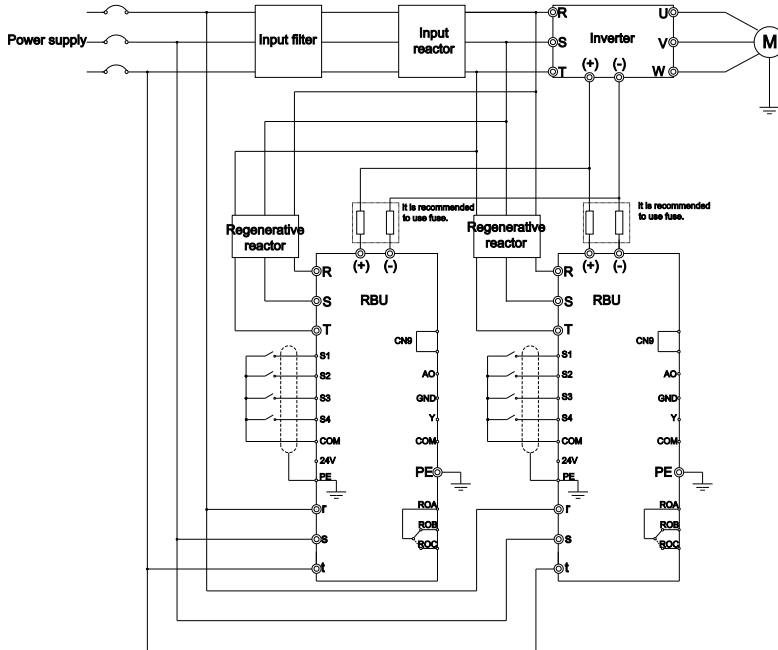 Power supply
Input filter
Input
reactor
R
S
T
Inverter
(+)
(-)
U
V
W
M
It is recommended
to use fuse.
It is recommended
to use fuse.
Regenerative
reactor
Regenerative
reactor
(+)
(-)
R
S
T
RBU
CN9
S1
S2
S3
S4
COM
24V
PE
AO
GND
Y
COM
PE
r
s
t
ROA
ROB
ROC
(+)
(-)
R
S
T
RBU
CN9
S1
S2
S3
S4
COM
24V
PE
AO
GND
Y
COM
PE
r
s
t
ROA
ROB
ROC